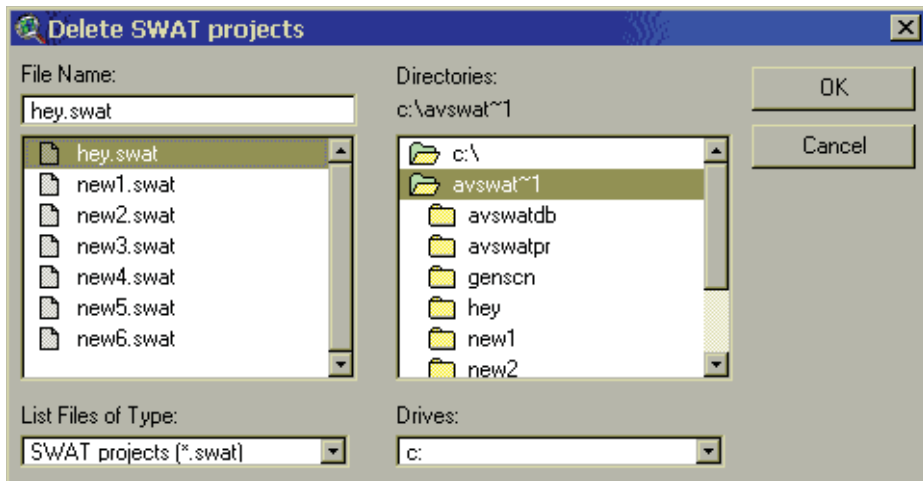 Delete SWAT projects
File Name:
hey.swat
hey.swat
new1.swat
new2.swat
new3.swat
new4.swat
new5.swat
new6.swat
List Files of Type:
SWAT projects (*.swat)
Directories:
c:\avswat~1
c:\
avswat~1
avswatdb
avswatpr
genscn
hey
new1
new2
Drives:
c:
OK
Cancel